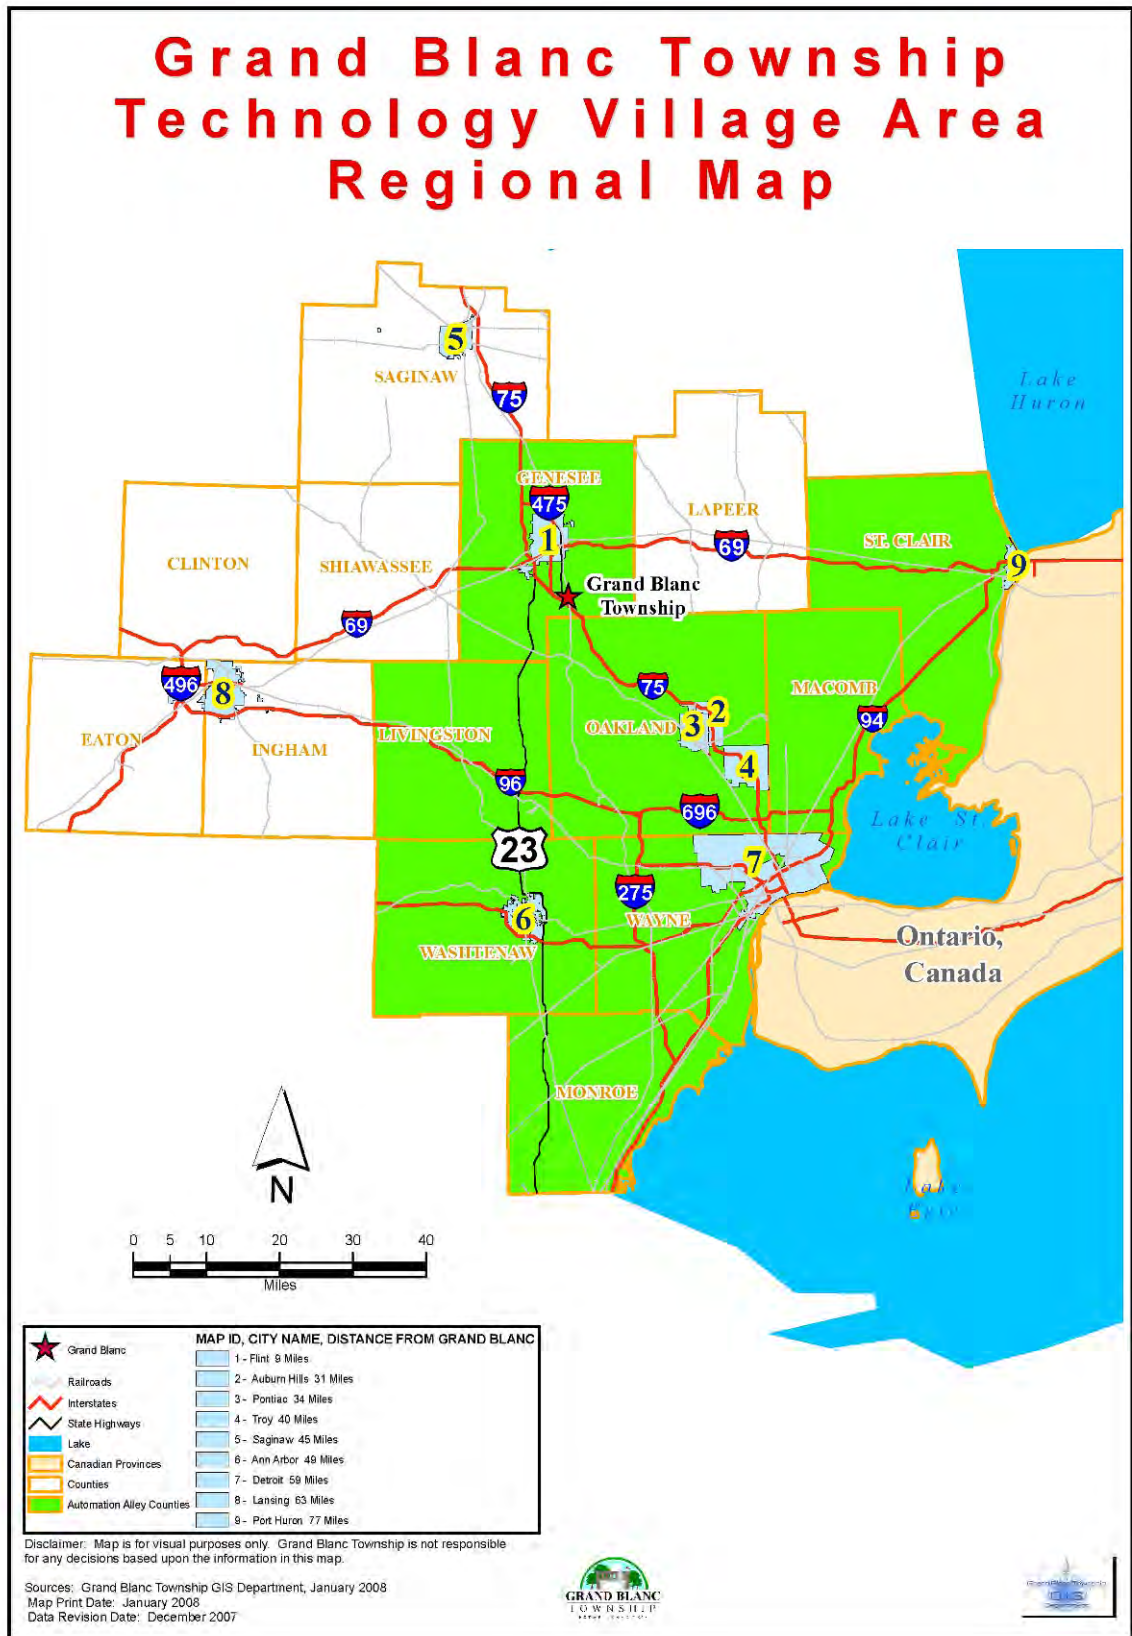 Grand Blanc Township
Technology Village Area
Regional Map
Lake
Huron
5
SAGINAW
75
GENESEE
475
LAPEER
1
69
ST. CLAIR
9
CLINTON
SHIAWASSEE
Grand Blanc
Township
69
496
8
75
MACOMB
2
3
94
OAKLAND
EATON
INGHAM
LIVINGSTON
4
96
696
Lake St.
Clair
23
7
275
6
WAYNE
WASHTENAW
Ontario,
Canada
MONROE
Lake
Erie
N
0 5 10 20 30 40
Miles
MAP ID, CITY NAME, DISTANCE FROM GRAND BLANC
Grand Blanc
Railroads
Interstates
State Highways
Lake
Canadian Provinces
Counties
Automation Alley Counties
1 - Flint 9 Miles
2 - Auburn Hills 31 Miles
3 - Pontiac 34 Miles
4 - Troy 40 Miles
5 - Saginaw 45 Miles
6 - Ann Arbor 49 Miles
7 - Detroit 59 Miles
8 - Lansing 63 Miles
9 - Port Huron 77 Miles
Disclaimer: Map is for visual purposes only. Grand Blanc Township is not responsible
for any decisions based upon the information in this map.
Sources: Grand Blanc Township GIS Department, January 2008
Map Print Date: January 2008
Data Revision Date: December 2007
GRAND BLANC
TOWNSHIP
Grand Blanc Township
GIS